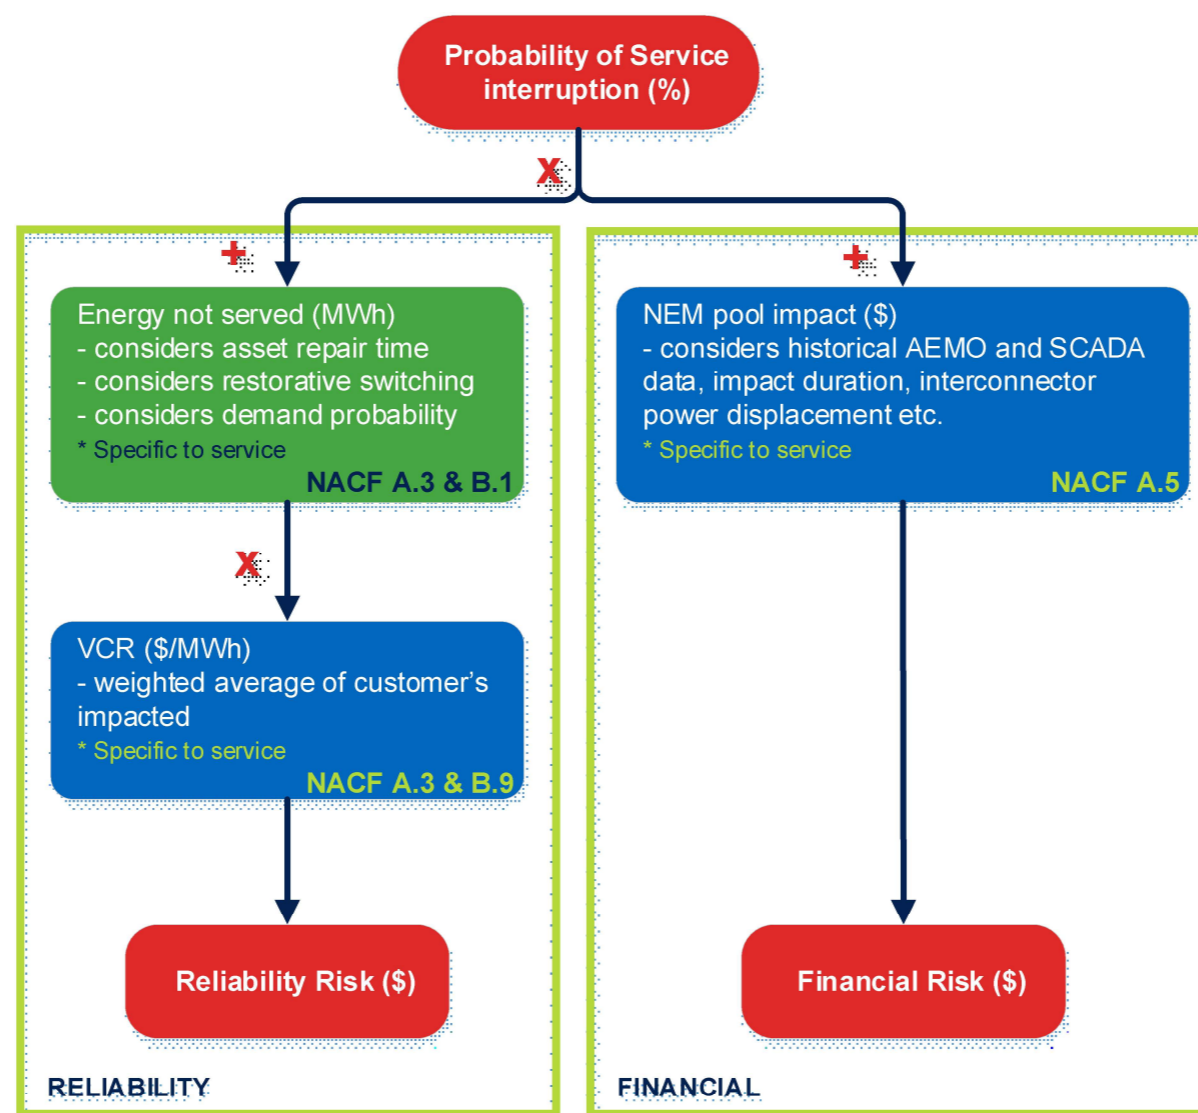 Probability of Service
interruption (%)
x
+
+
Energy not served (MWh)
- considers asset repair time
- considers restorative switching
- considers demand probability
* Specific to service
NACF A.3 & B.1
NEM pool impact ($)
- considers historical AEMO and SCADA
data, impact duration, interconnector
power displacement etc.
* Specific to service
NACF A.5
x
VCR ($/MWh)
- weighted average of customer's
impacted
* Specific to service
NACF A.3 & B.9
Reliability Risk ($)
Financial Risk ($)
RELIABILITY
FINANCIAL